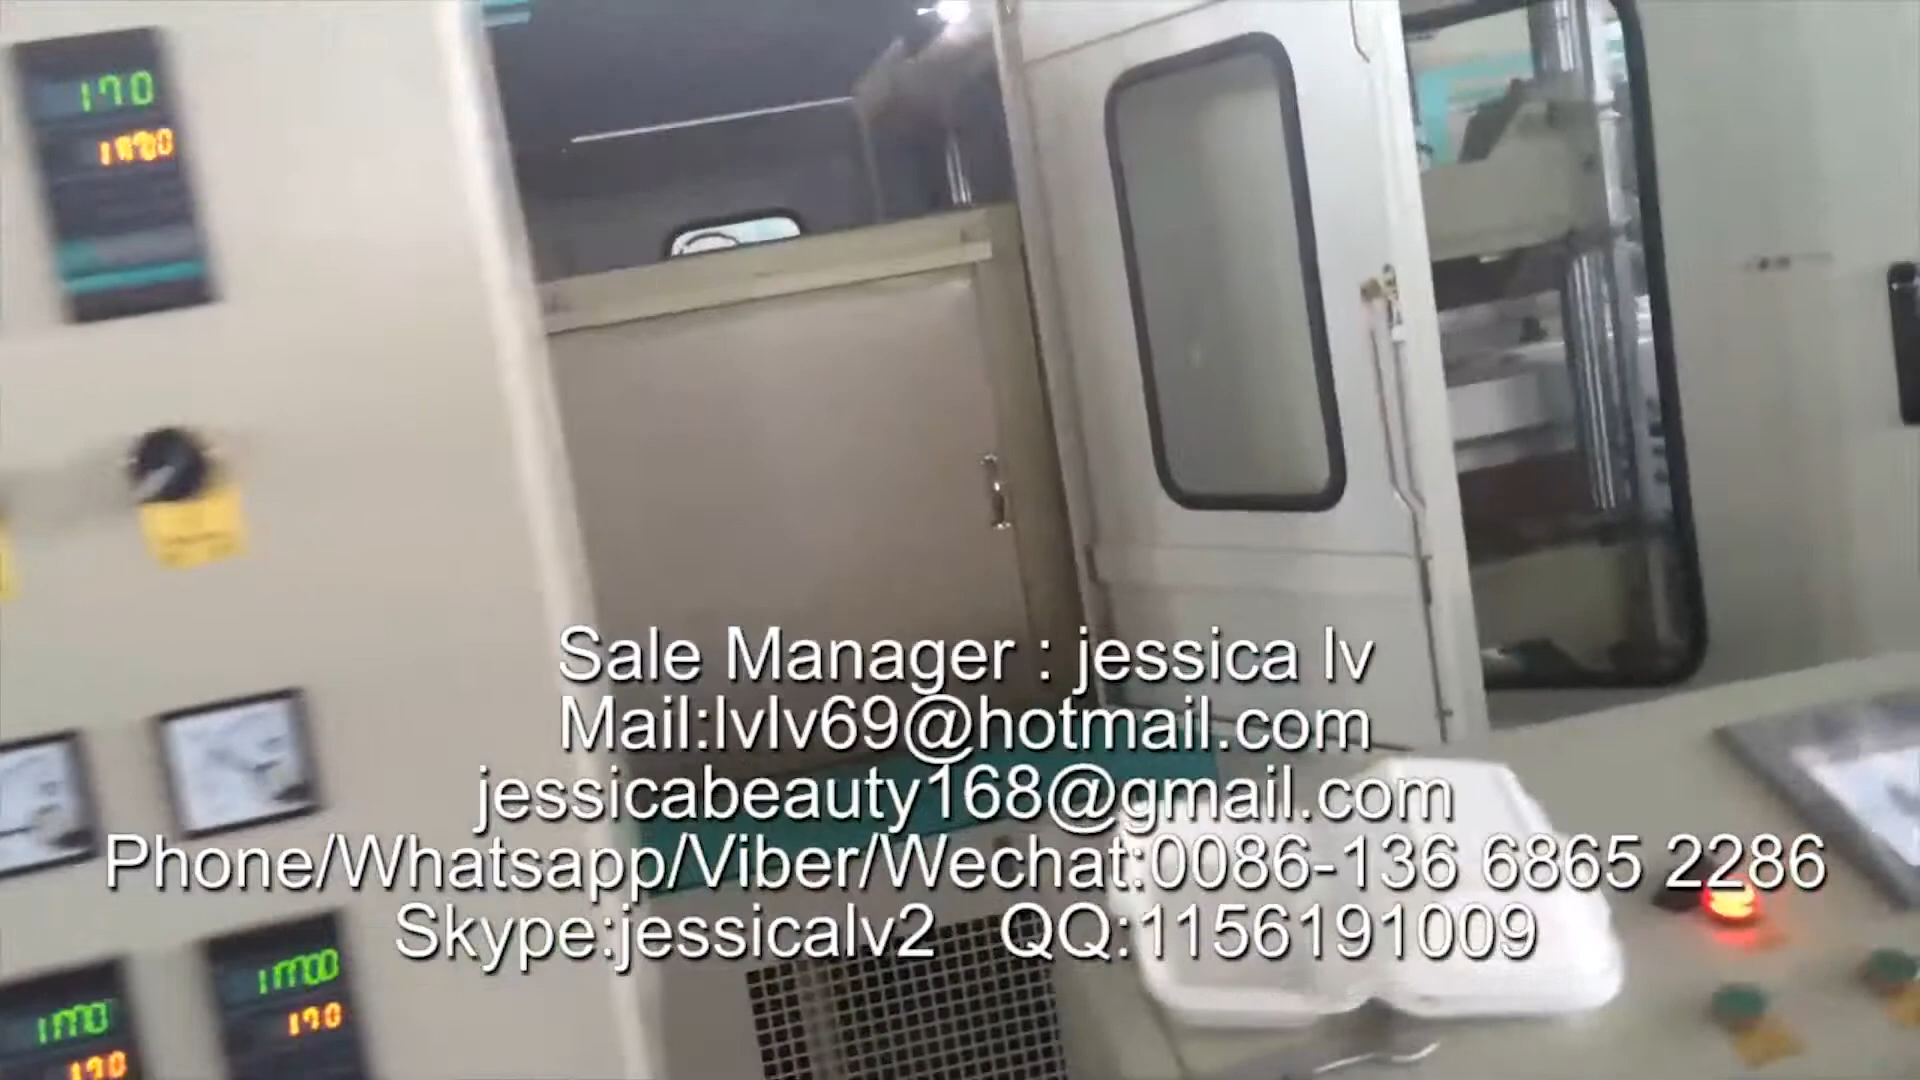 170
Sale Manager : jessica lv
Mail:lvlv69@hotmail.com
jessicabeauty168@gmail.com
Phone/Whatsapp/Viber/Wechat:0086-136 6865 2286
Skype:jessicalv2 QQ:1156191009
170
170